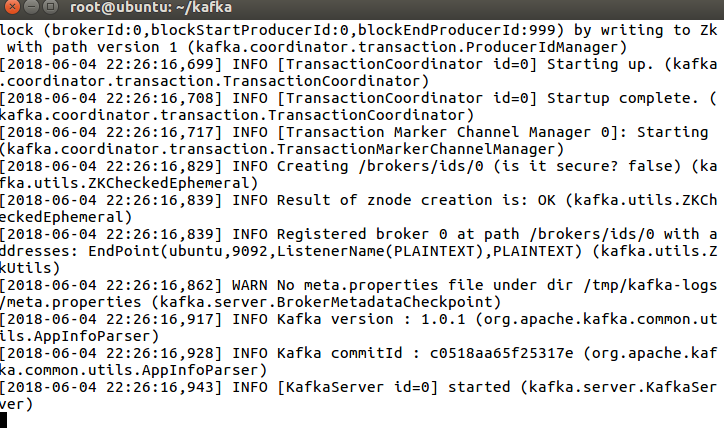 root@ubuntu: ~/kafka
lock (brokerId:0,blockStartProducerId:0,blockEndProducerId:999) by writing to Zk
 with path version 1 (kafka.coordinator.transaction.ProducerIdManager)
[2018-06-04 22:26:16,699] INFO [TransactionCoordinator id=0] Starting up. (kafka
.coordinator.transaction.TransactionCoordinator)
[2018-06-04 22:26:16,708] INFO [TransactionCoordinator id=0] Startup complete. (
kafka.coordinator.transaction.TransactionCoordinator)
[2018-06-04 22:26:16,717] INFO [Transaction Marker Channel Manager 0]: Starting 
(kafka.coordinator.transaction.TransactionMarkerChannelManager)
[2018-06-04 22:26:16,829] INFO Creating /brokers/ids/0 (is it secure? false) (ka
fka.utils.ZKCheckedEphemeral)
[2018-06-04 22:26:16,839] INFO Result of znode creation is: OK (kafka.utils.ZKCh
eckedEphemeral)
[2018-06-04 22:26:16,839] INFO Registered broker 0 at path /brokers/ids/0 with a
ddresses: EndPoint(ubuntu,9092,ListenerName(PLAINTEXT),PLAINTEXT) (kafka.utils.Z
kUtils)
[2018-06-04 22:26:16,862] WARN No meta.properties file under dir /tmp/kafka-logs
/meta.properties (kafka.server.BrokerMetadataCheckpoint)
[2018-06-04 22:26:16,917] INFO Kafka version : 1.0.1 (org.apache.kafka.common.ut
ils.AppInfoParser)
[2018-06-04 22:26:16,928] INFO Kafka commitId : c0518aa65f25317e (org.apache.kaf
ka.common.utils.AppInfoParser)
[2018-06-04 22:26:16,943] INFO [KafkaServer id=0] started (kafka.server.KafkaSer
ver)